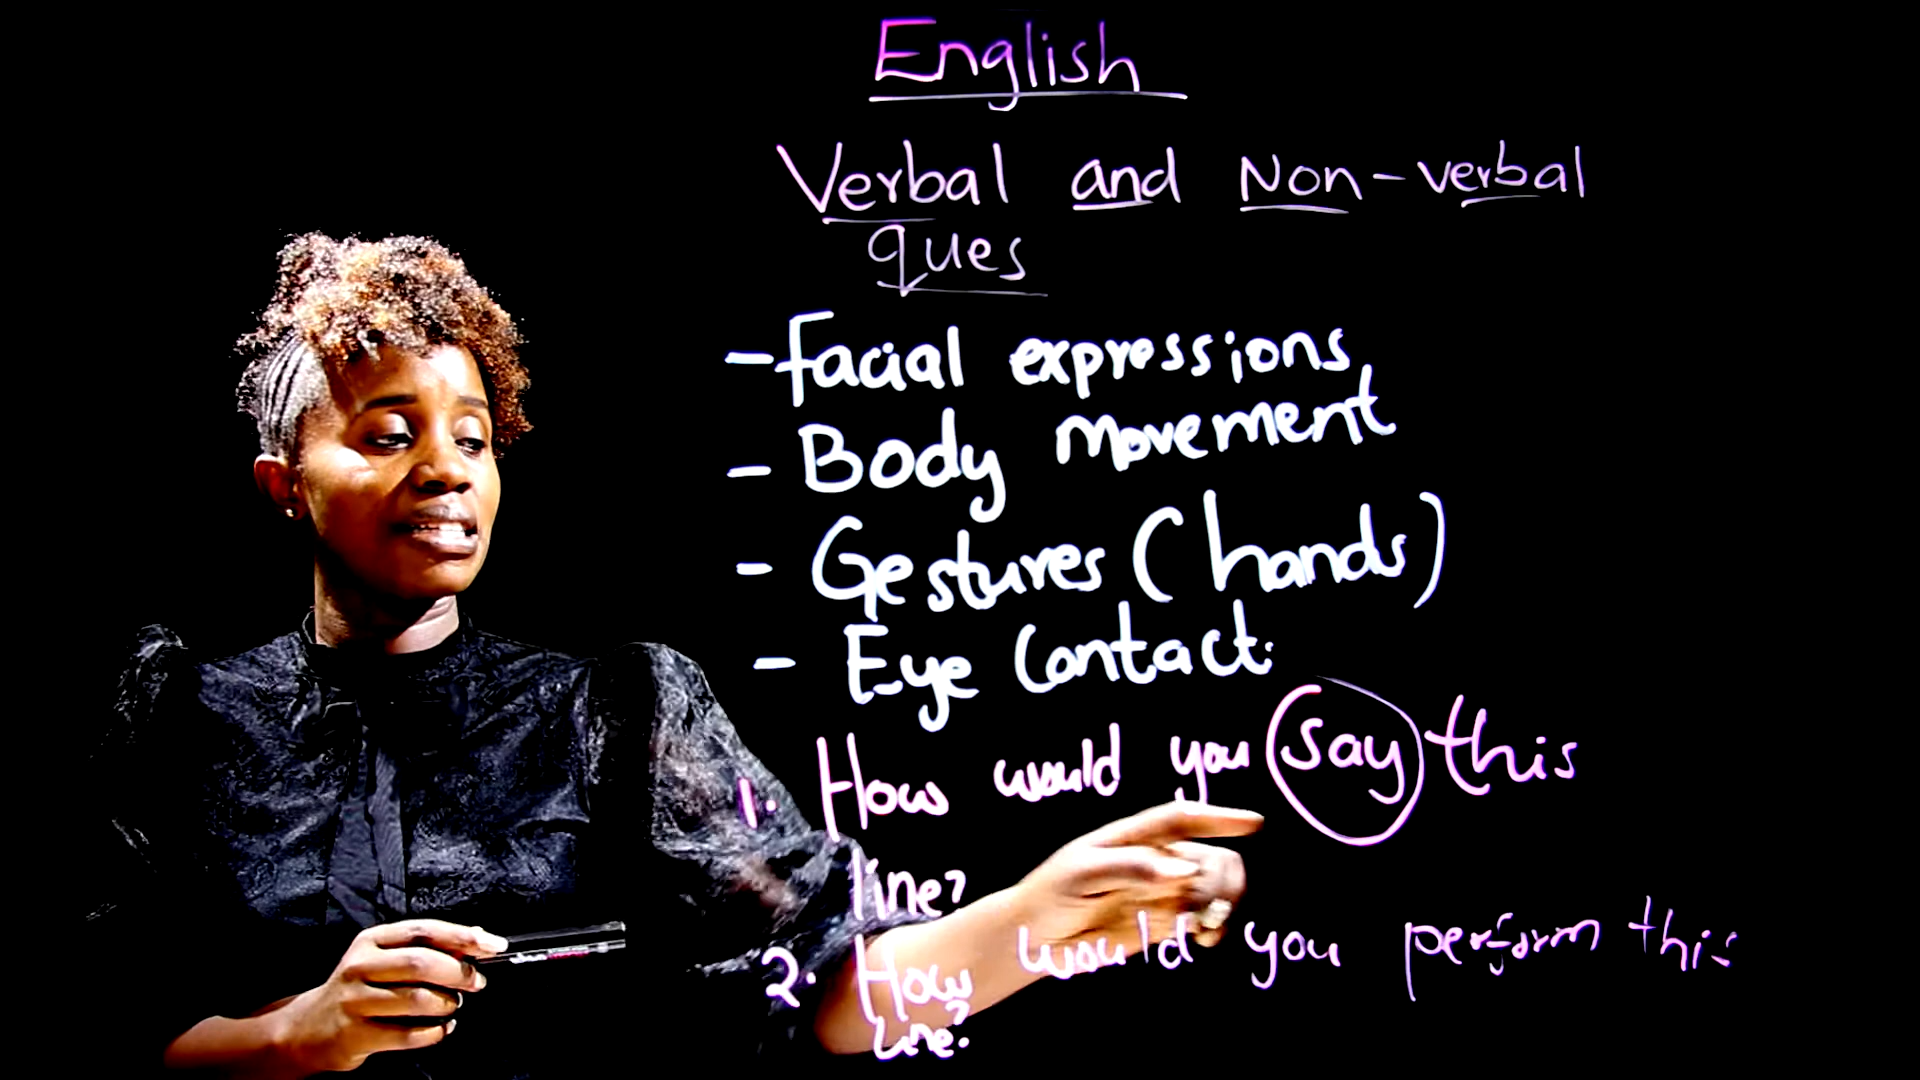 English
Verbal and Non-verbal
ques
- Facial expressions
- Body Movement
- Gestures (hands)
- Eye Contact.
1. How would you say this
line?
2. How would you perform this
line?